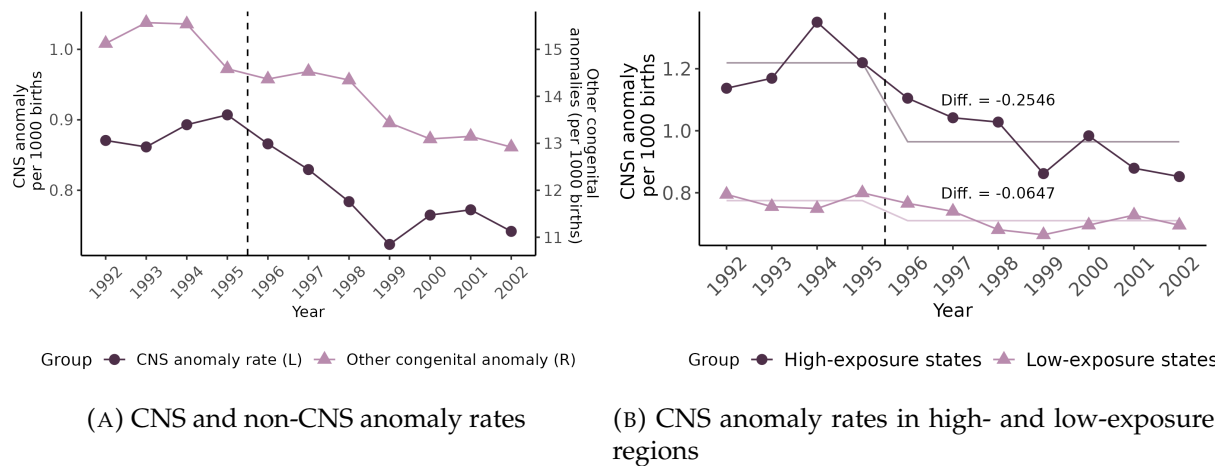 CNS anomaly
per 1000 births
1.0
0.9
0.8
15
14
13
12
11
Other congenital
anomalies (per 1000 births)
1992
1993
1994
1995
1996
1997
1998
1999
2000
2001
2002
Year
Group CNS anomaly rate (L) Other congenital anomaly (R)
(A) CNS and non-CNS anomaly rates
CNSn anomaly
per 1000 births
1.2
1.0
0.8
Diff. = -0.2546
Diff. = -0.0647
1992
1993
1994
1995
1996
1997
1998
1999
2000
2001
2002
Year
Group High-exposure states Low-exposure states
(B) CNS anomaly rates in high- and low-exposure
regions